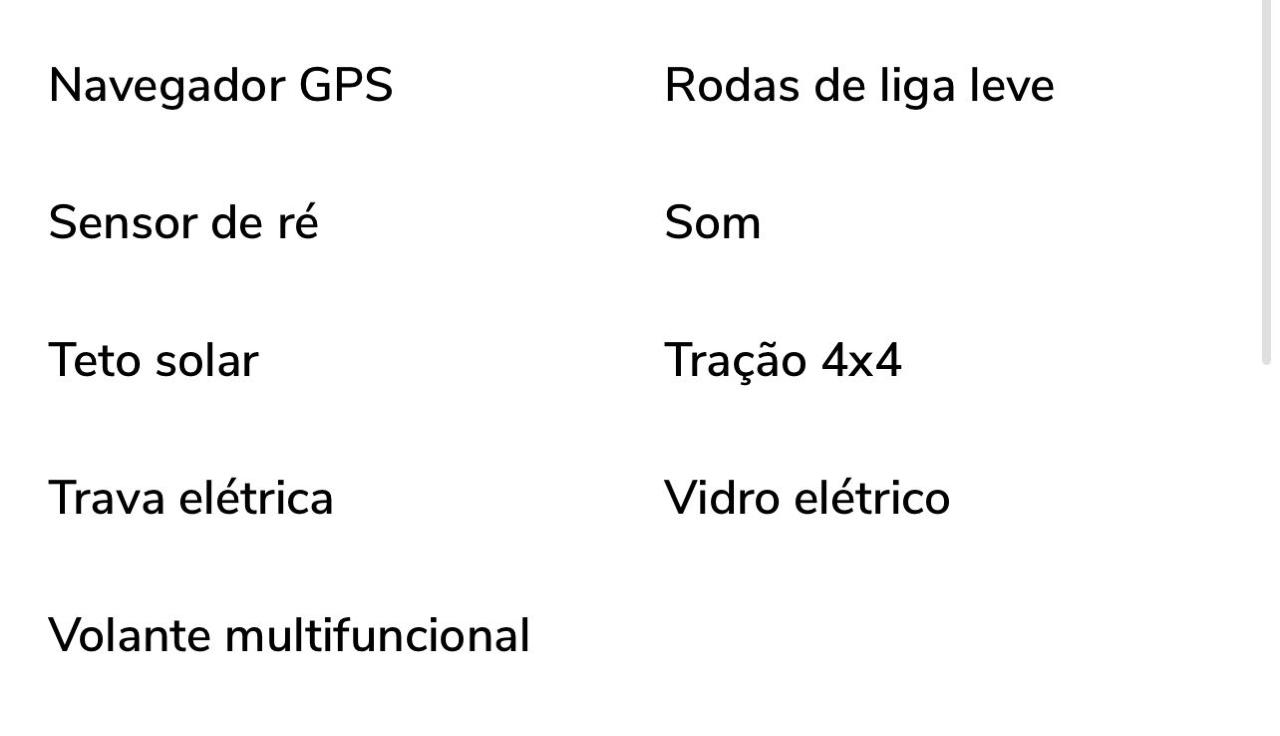 Navegador GPS
Rodas de liga leve
Sensor de ré
Som
Teto solar
Tração 4x4
Trava elétrica
Vidro elétrico
Volante multifuncional